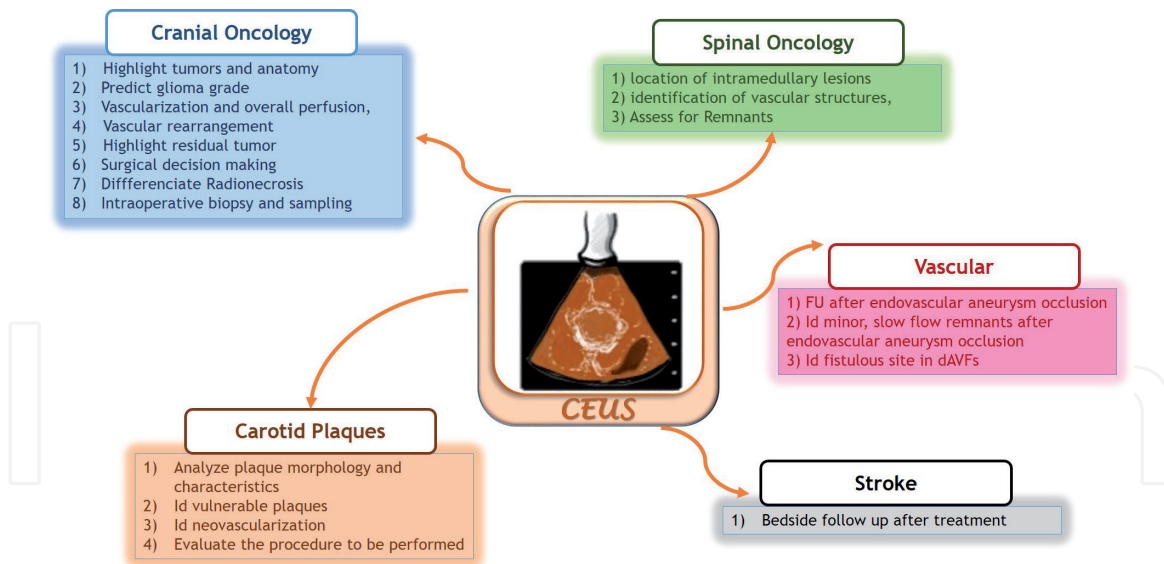 Cranial Oncology
1) Highlight tumors and anatomy
2) Predict glioma grade
3) Vascularization and overall perfusion,
4) Vascular rearrangement
5) Highlight residual tumor
6) Surgical decision making
7) Diffferenciate Radionecrosis
8) Intraoperative biopsy and sampling
Spinal Oncology
1) location of intramedullary lesions
2) identification of vascular structures,
3) Assess for Remnants
Vascular
1) FU after endovascular aneurysm occlusion
2) Id minor, slow flow remnants after
endovascular aneurysm occlusion
3) Id fistulous site in dAVFs
CEUS
Carotid Plaques
1) Analyze plaque morphology and
characteristics
2) Id vulnerable plaques
3) Id neovascularization
4) Evaluate the procedure to be performed
Stroke
1) Bedside follow up after treatment